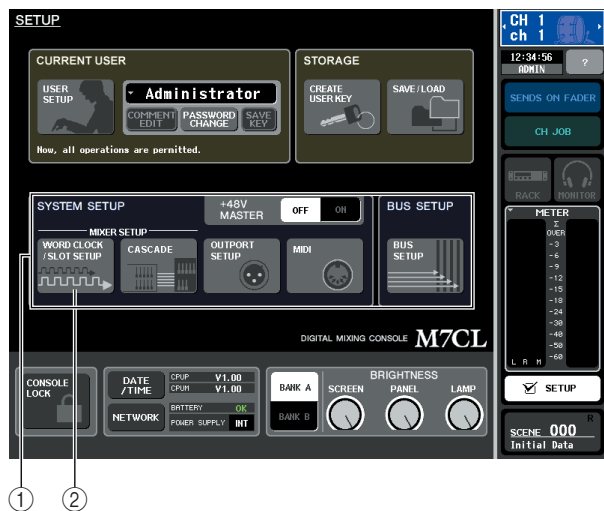 SETUP
CURRENT USER
USER
SETUP
Administrator
COMMENT
EDIT
PASSWORD
CHANGE
SAVE
KEY
Now, all operations are permitted.
STORAGE
CREATE
USER KEY
SAVE/LOAD
SYSTEM SETUP
+48V
MASTER
OFF
ON
MIXER SETUP
WORD CLOCK
/SLOT SETUP
CASCADE
OUTPORT
SETUP
MIDI
BUS SETUP
BUS
SETUP
DIGITAL MIXING CONSOLE M7CL
CONSOLE
LOCK
DATE
/TIME
CPUP V1.00
CPUM V1.00
NETWORK
BATTERY OK
POWER SUPPLY INT
BANK A
BANK B
BRIGHTNESS
SCREEN
PANEL
LAMP
CH 1
ch 1
12:34:56
ADMIN
?
SENDS ON FADER
CH JOB
RACK
MONITOR
METER
Σ
OVER
-3
-6
-9
-12
-15
-18
-24
-30
-40
-50
-60
L R M
SETUP
R
SCENE 000
Initial Data
1
2